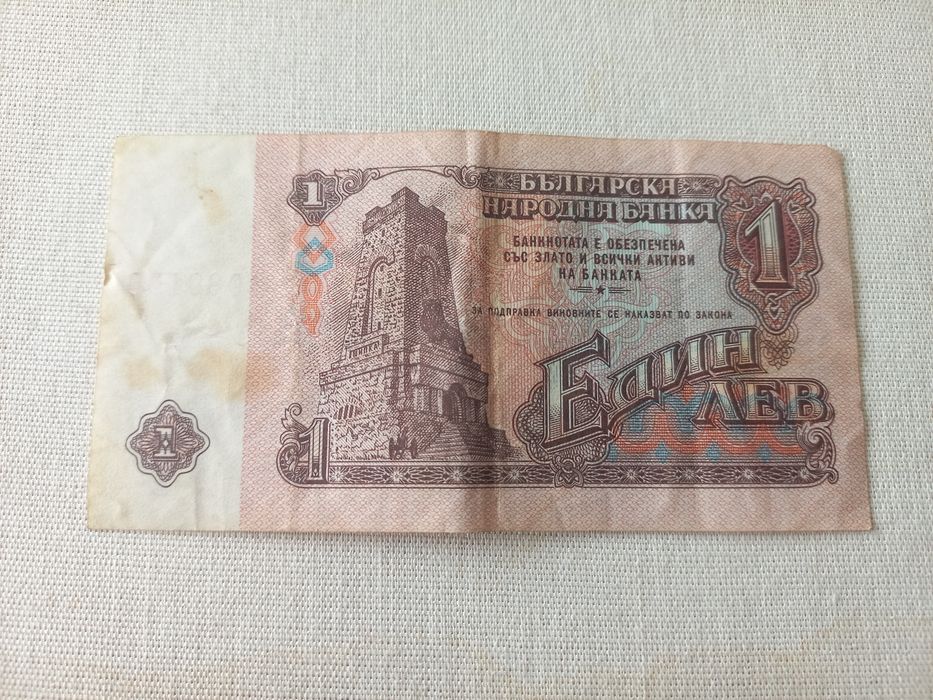 1
БЪЛГАРСКА
НАРОДНА БАНКА
1
БАНКНОТАТА Е ОБЕЗПЕЧЕНА
СЪС ЗЛАТО И ВСИЧКИ АКТИВИ
НА БАНКАТА
ЗА ПОДПРАВКА ВИНОВНИТЕ СЕ НАКАЗВАТ ПО ЗАКОНА
ЕДИН
ЛЕВ
1
1